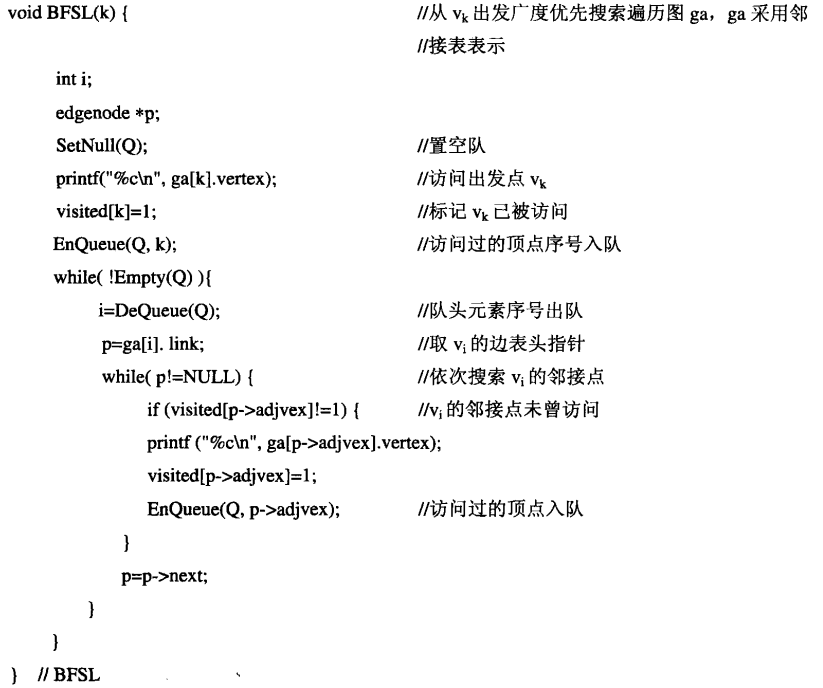 void BFSL(k) { //从 vk 出发广度优先搜索遍历图 ga，ga 采用邻
//接表表示
int i;
edgenode *p;
SetNull(Q); //置空队
printf("%c\n", ga[k].vertex); //访问出发点 vk
visited[k]=1; //标记 vk 已被访问
EnQueue(Q, k); //访问过的顶点序号入队
while( !Empty(Q) ){
i=DeQueue(Q); //队头元素序号出队
p=ga[i]. link; //取 vi 的边表头指针
while( p!=NULL) { //依次搜索 vi 的邻接点
if (visited[p->adjvex]!=1) { //vi 的邻接点未曾访问
printf ("%c\n", ga[p->adjvex].vertex);
visited[p->adjvex]=1;
EnQueue(Q, p->adjvex); //访问过的顶点入队
}
p=p->next;
}
}
} // BFSL